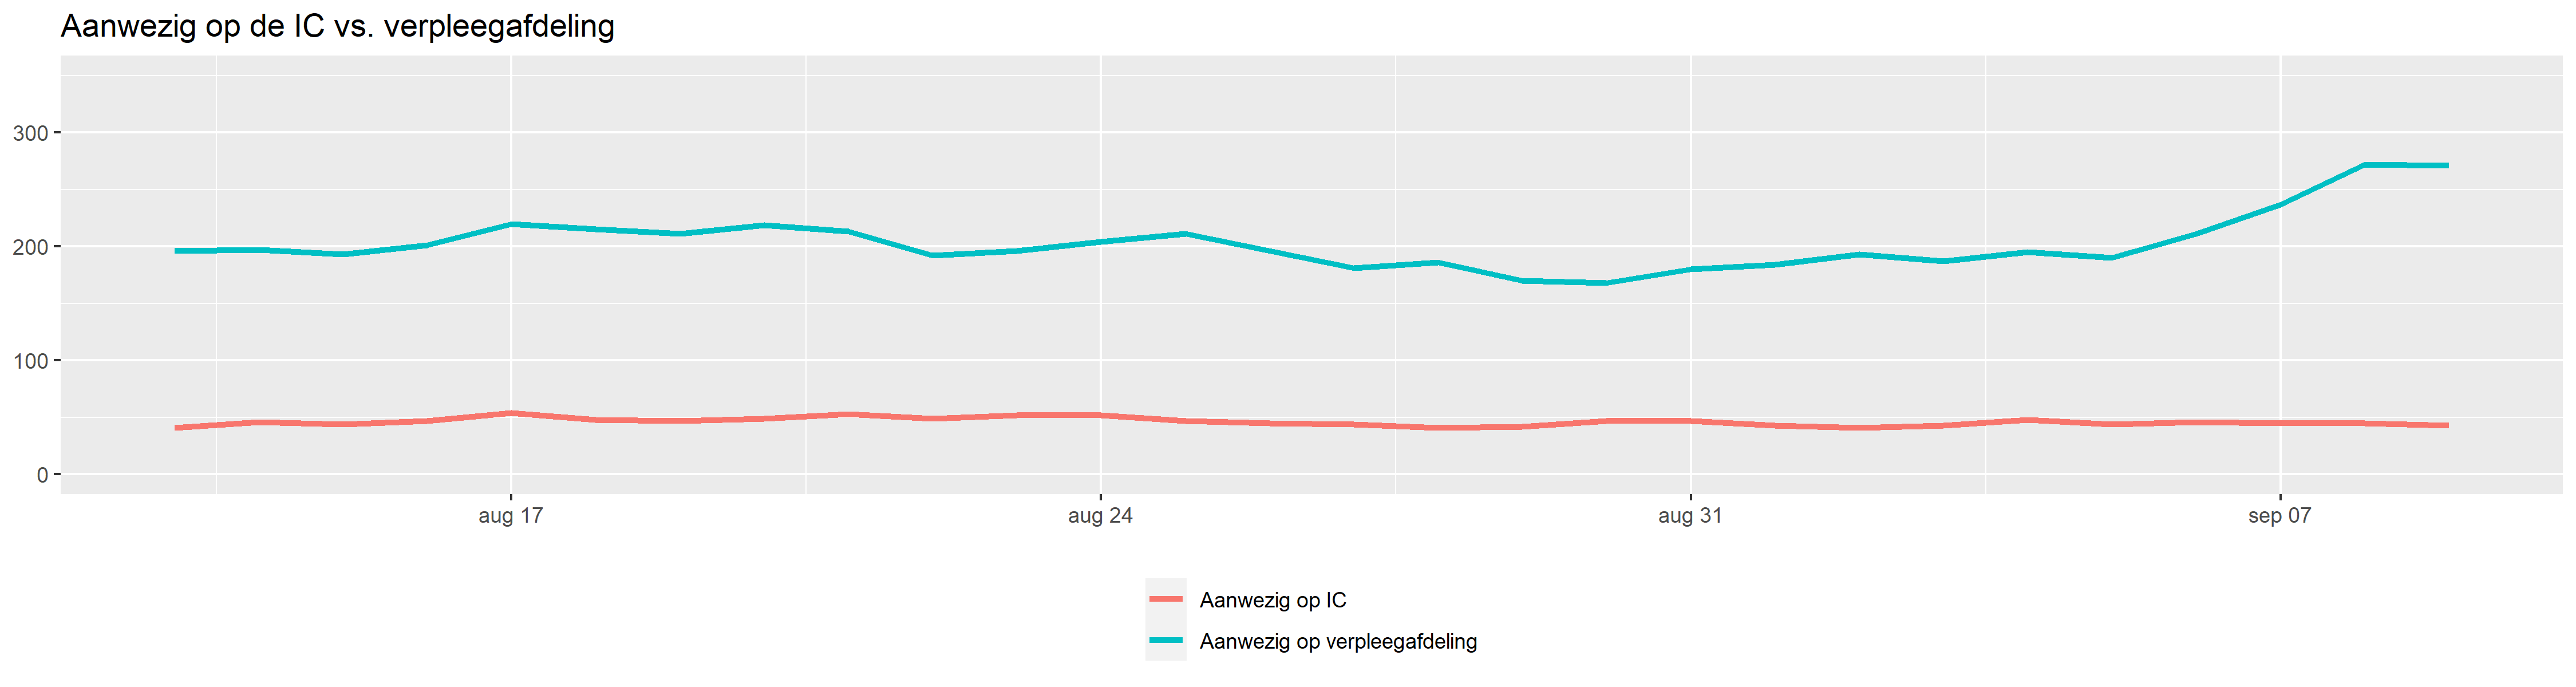 Aanwezig op de IC vs. verpleegafdeling
300
200
100
0
aug 17 aug 24 aug 31 sep 07
Aanwezig op IC
Aanwezig op verpleegafdeling